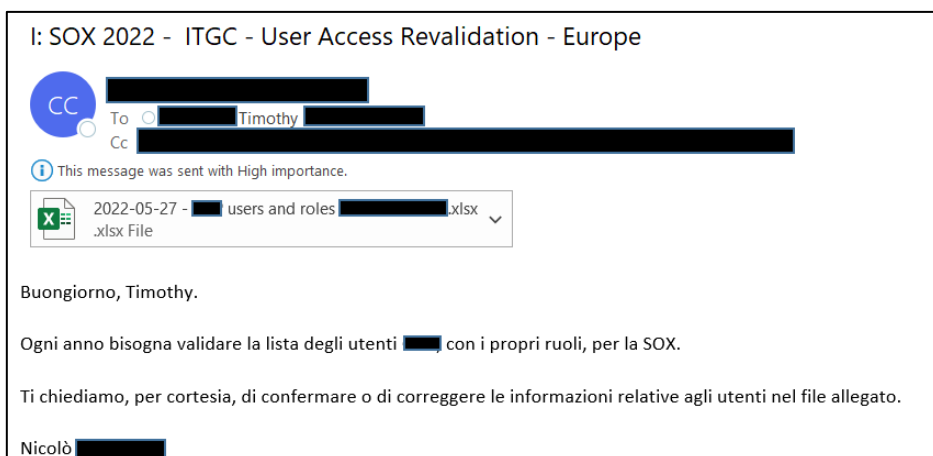 I: SOX 2022 - ITGC - User Access Revalidation - Europe
CC
To Timothy
Cc
This message was sent with High importance.
2022-05-27 - users and roles .xlsx
.xlsx File
Buongiorno, Timothy.
Ogni anno bisogna validare la lista degli utenti , con i propri ruoli, per la SOX.
Ti chiediamo, per cortesia, di confermare o di correggere le informazioni relative agli utenti nel file allegato.
Nicolò